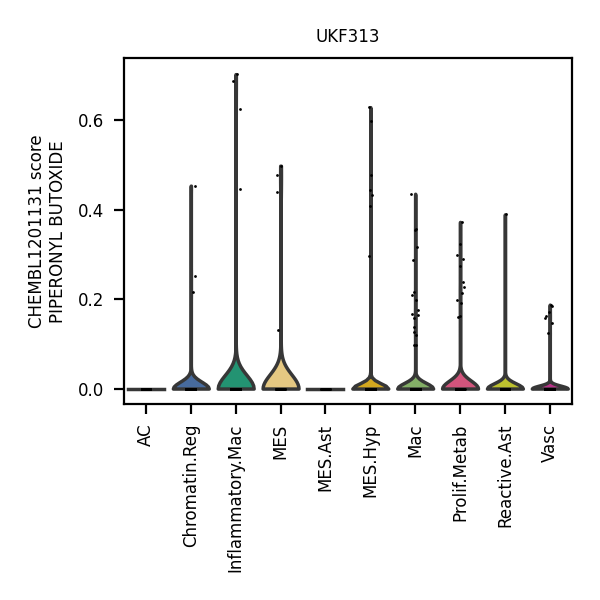 UKF313
CHEMBL1201131 score
PIPERONYL BUTOXIDE
0.6
0.4
0.2
0.0
AC
Chromatin.Reg
Inflammatory.Mac
MES
MES.Ast
MES.Hyp
Mac
Prolif.Metab
Reactive.Ast
Vasc